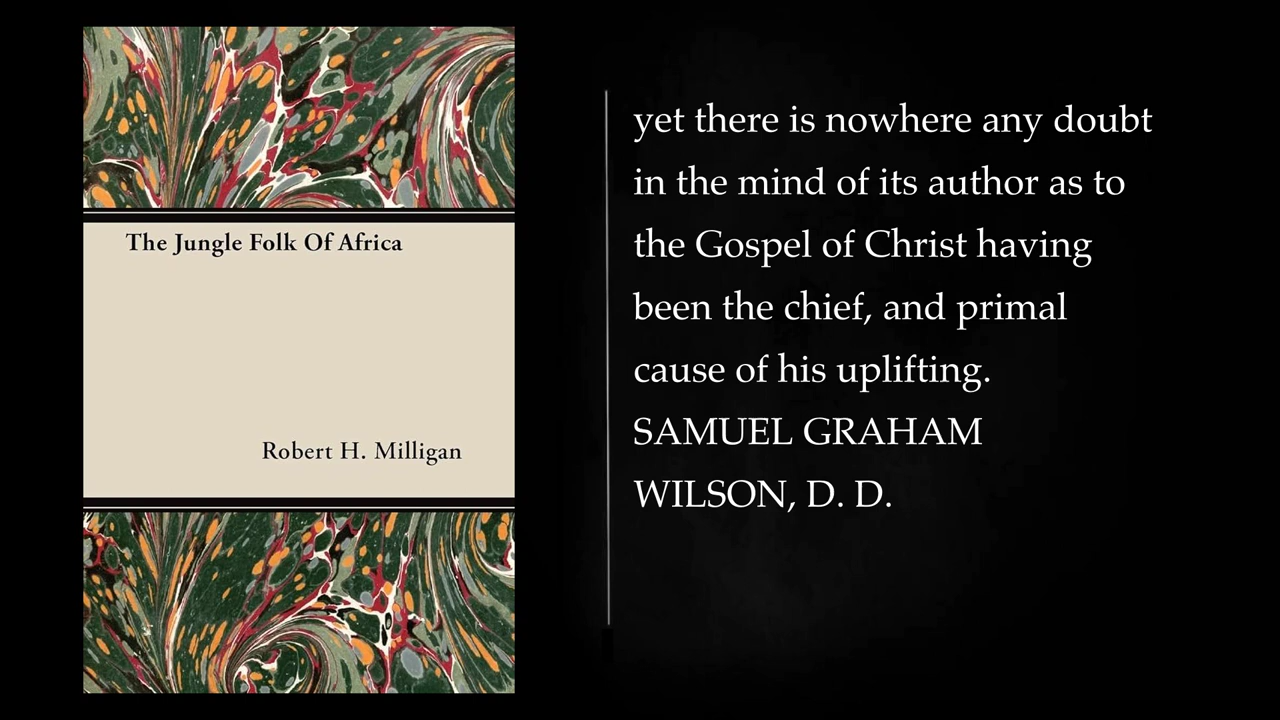 The Jungle Folk Of Africa
Robert H. Milligan
yet there is nowhere any doubt
in the mind of its author as to
the Gospel of Christ having
been the chief, and primal
cause of his uplifting.
SAMUEL GRAHAM
WILSON, D. D.